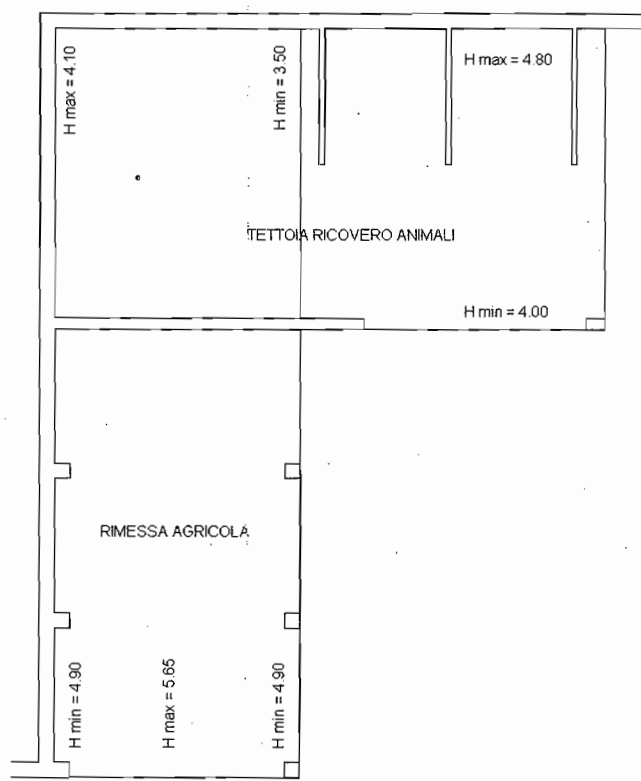 H max = 4.10
H min = 3.50
H max = 4.80
TETTOIA RICOVERO ANIMALI
H min = 4.00
RIMESSA AGRICOLA
H min = 4.90
H max = 5.65
H min = 4.90